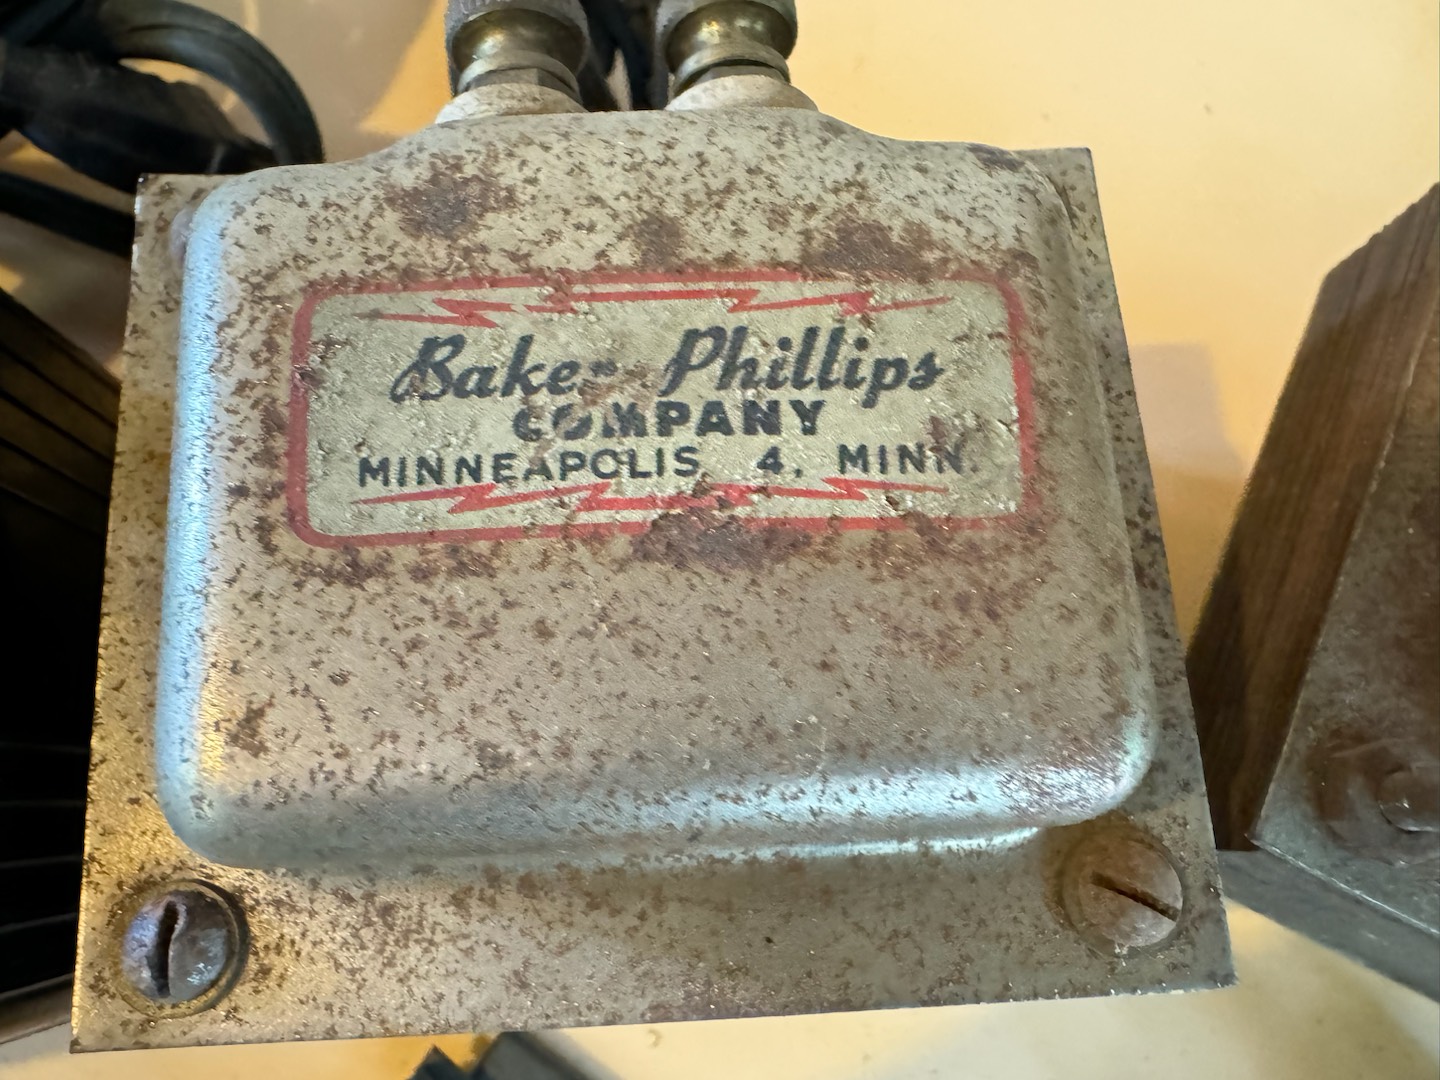 Baker Phillips
COMPANY
MINNEAPOLIS 4, MINN.